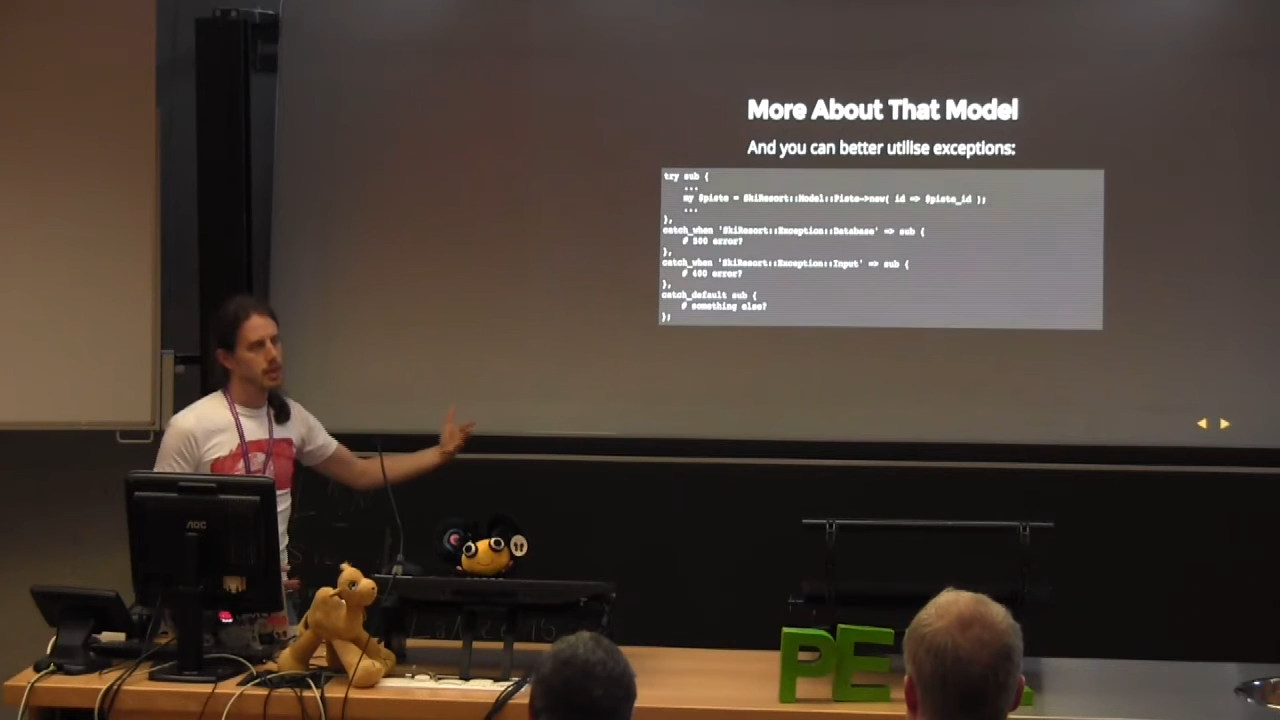 More About That Model
And you can better utilise exceptions:
try sub {
...
my $piste = SkiResort::Model::Piste->new( id => $piste_id );
...
},
catch_when 'SkiResort::Exception::Database' => sub {
# 500 error?
},
catch_when 'SkiResort::Exception::Input' => sub {
# 400 error?
},
catch_default sub {
# something else?
};
AOC
PE